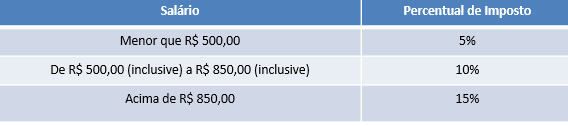 Salário Percentual de Imposto
Menor que R$ 500,00 5%
De R$ 500,00 (inclusive) a R$ 850,00 (inclusive) 10%
Acima de R$ 850,00 15%